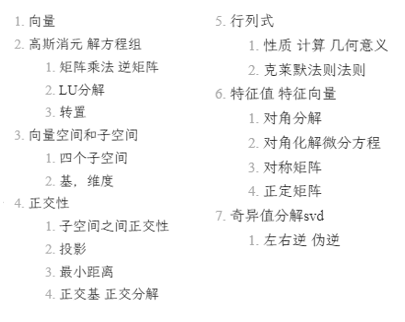 1. 向量
2. 高斯消元 解方程组
1. 矩阵乘法 逆矩阵
2. LU分解
3. 转置
3. 向量空间和子空间
1. 四个子空间
2. 基，维度
4. 正交性
1. 子空间之间正交性
2. 投影
3. 最小距离
4. 正交基 正交分解
5. 行列式
1. 性质 计算 几何意义
2. 克莱默法则法则
6. 特征值 特征向量
1. 对角分解
2. 对角化解微分方程
3. 对称矩阵
4. 正定矩阵
7. 奇异值分解svd
1. 左右逆 伪逆